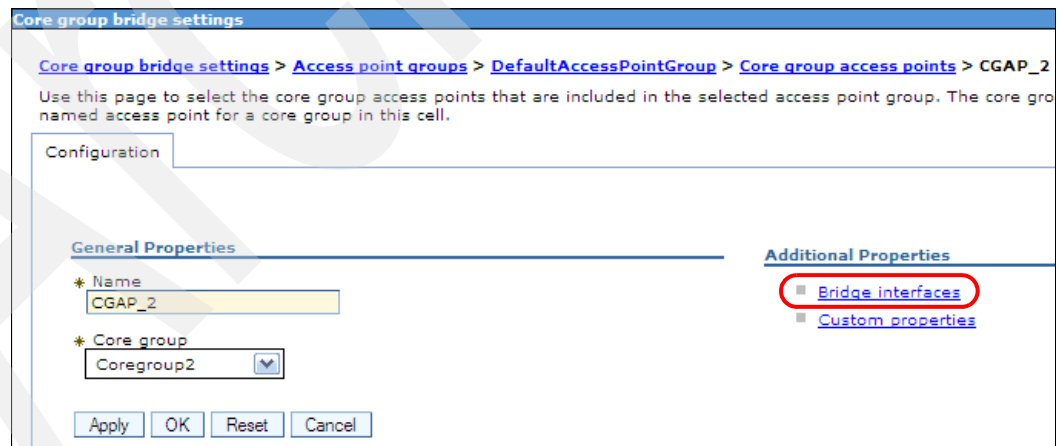 Core group bridge settings
Core group bridge settings > Access point groups > DefaultAccessPointGroup > Core group access points > CGAP_2
Use this page to select the core group access points that are included in the selected access point group. The core gro
named access point for a core group in this cell.
Configuration
General Properties
* Name
CGAP_2
* Core group
Coregroup2
Apply OK Reset Cancel
Additional Properties
Bridge interfaces
Custom properties